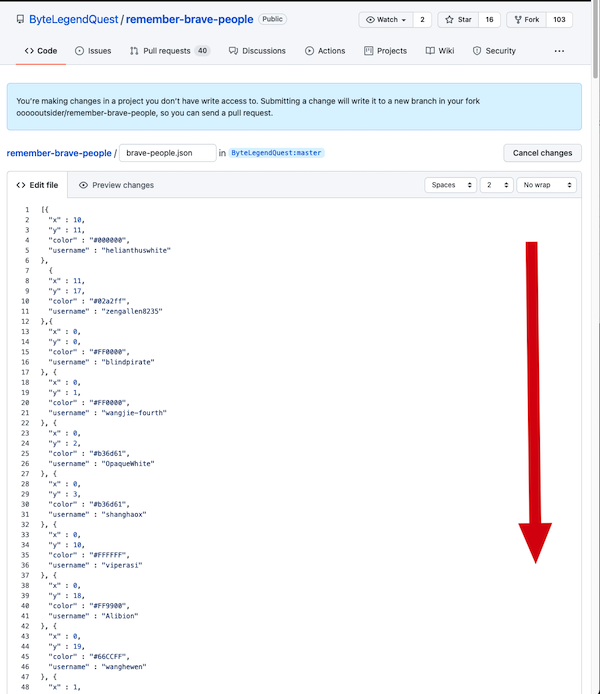 ByteLegendQuest / remember-brave-people Public
Watch 2 Star 16 Fork 103
Code Issues Pull requests 40 Discussions Actions Projects Wiki Security ...
You're making changes in a project you don't have write access to. Submitting a change will write it to a new branch in your fork
oooooutsider/remember-brave-people, so you can send a pull request.
remember-brave-people / brave-people.json in ByteLegendQuest:master Cancel changes
Edit file Preview changes Spaces 2 No wrap
1 [{
2 "x" : 10,
3 "y" : 11,
4 "color" : "#000000",
5 "username" : "helianthuswhite"
6 },
7 {
8 "x" : 11,
9 "y" : 17,
10 "color" : "#02a2ff",
11 "username" : "zengallen8235"
12 },{
13 "x" : 0,
14 "y" : 0,
15 "color" : "#FF0000",
16 "username" : "blindpirate"
17 }, {
18 "x" : 0,
19 "y" : 1,
20 "color" : "#FF0000",
21 "username" : "wangjie-fourth"
22 }, {
23 "x" : 0,
24 "y" : 2,
25 "color" : "#b36d61",
26 "username" : "OpaqueWhite"
27 }, {
28 "x" : 0,
29 "y" : 3,
30 "color" : "#b36d61",
31 "username" : "shanghaox"
32 }, {
33 "x" : 0,
34 "y" : 10,
35 "color" : "#FFFFFF",
36 "username" : "viperasi"
37 }, {
38 "x" : 0,
39 "y" : 18,
40 "color" : "#FF9900",
41 "username" : "Alibion"
42 }, {
43 "x" : 0,
44 "y" : 19,
45 "color" : "#66CCFF",
46 "username" : "wanghewen"
47 }, {
48 "x" : 1,